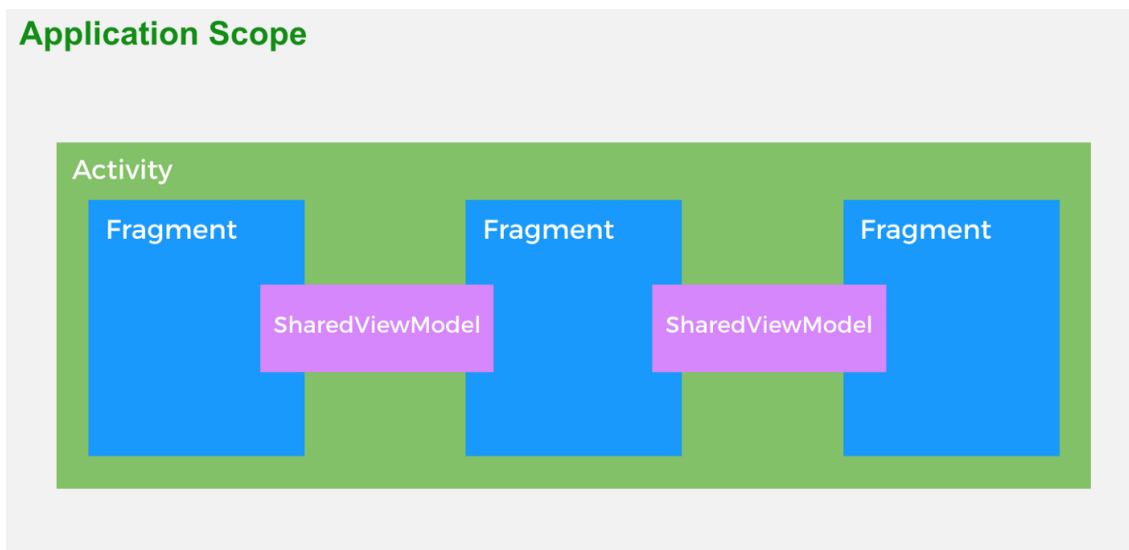 Application Scope
Activity
Fragment
Fragment
Fragment
SharedViewModel
SharedViewModel